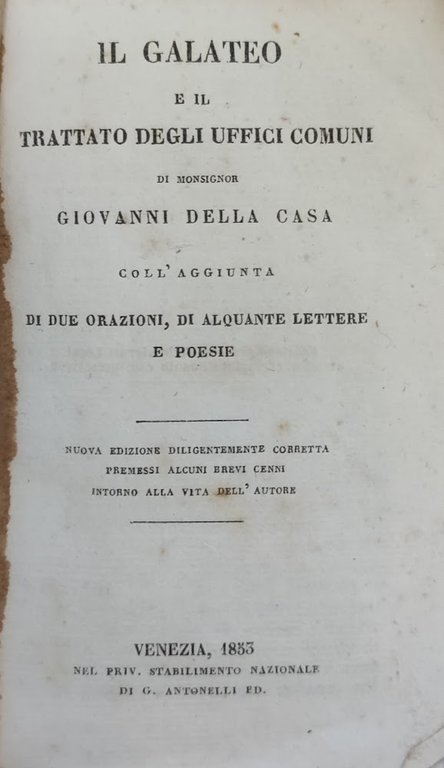 IL GALATEO
E IL
TRATTATO DEGLI UFFICI COMUNI
DI MONSIGNOR
GIOVANNI DELLA CASA
COLL' AGGIUNTA
DI DUE ORAZIONI, DI ALQUANTE LETTERE
E POESIE
NUOVA EDIZIONE DILIGENTEMENTE CORRETTA
PREMESSI ALCUNI BREVI CENNI
INTORNO ALLA VITA DELL' AUTORE
VENEZIA, 1853
NEL PRIV. STABILIMENTO NAZIONALE
DI G. ANTONELLI ED.